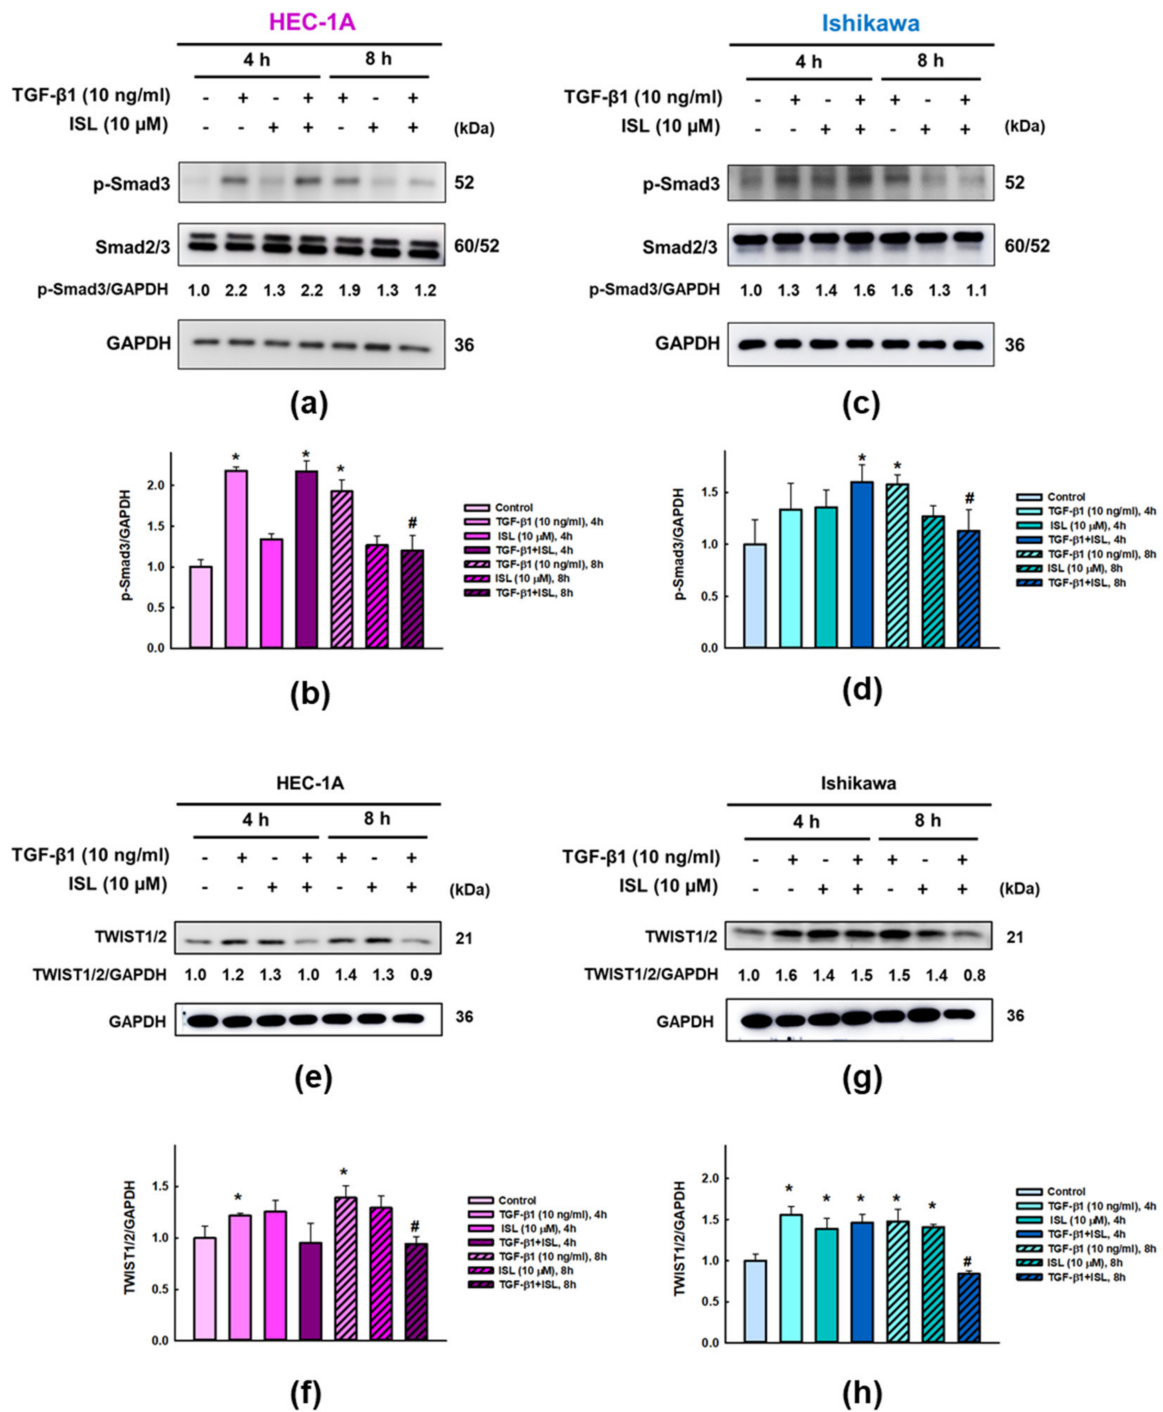 HEC-1A
4 h 8 h
TGF-β1 (10 ng/ml) - + - + + - +
ISL (10 μM) - - + + - + + (kDa)
p-Smad3 52
Smad2/3 60/52
p-Smad3/GAPDH 1.0 2.2 1.3 2.2 1.9 1.3 1.2
GAPDH 36
(a)
Ishikawa
4 h 8 h
TGF-β1 (10 ng/ml) - + - + + - +
ISL (10 μM) - - + + - + + (kDa)
p-Smad3 52
Smad2/3 60/52
p-Smad3/GAPDH 1.0 1.3 1.4 1.6 1.6 1.3 1.1
GAPDH 36
(c)
p-Smad3/GAPDH
2.0
1.5
1.0
0.5
0.0
* * * #
Control
TGF-β1 (10 ng/ml), 4h
ISL (10 μM), 4h
TGF-β1+ISL, 4h
TGF-β1 (10 ng/ml), 8h
ISL (10 μM), 8h
TGF-β1+ISL, 8h
(b)
p-Smad3/GAPDH
1.5
1.0
0.5
0.0
* * #
Control
TGF-β1 (10 ng/ml), 4h
ISL (10 μM), 4h
TGF-β1+ISL, 4h
TGF-β1 (10 ng/ml), 8h
ISL (10 μM), 8h
TGF-β1+ISL, 8h
(d)
HEC-1A
4 h 8 h
TGF-β1 (10 ng/ml) - + - + + - +
ISL (10 μM) - - + + - + + (kDa)
TWIST1/2 21
TWIST1/2/GAPDH 1.0 1.2 1.3 1.0 1.4 1.3 0.9
GAPDH 36
(e)
Ishikawa
4 h 8 h
TGF-β1 (10 ng/ml) - + - + + - +
ISL (10 μM) - - + + - + + (kDa)
TWIST1/2 21
TWIST1/2/GAPDH 1.0 1.6 1.4 1.5 1.5 1.4 0.8
GAPDH 36
(g)
TWIST1/2/GAPDH
1.5
1.0
0.5
0.0
* * #
Control
TGF-β1 (10 ng/ml), 4h
ISL (10 μM), 4h
TGF-β1+ISL, 4h
TGF-β1 (10 ng/ml), 8h
ISL (10 μM), 8h
TGF-β1+ISL, 8h
(f)
TWIST1/2/GAPDH
2.0
1.5
1.0
0.5
0.0
* * * * * #
Control
TGF-β1 (10 ng/ml), 4h
ISL (10 μM), 4h
TGF-β1+ISL, 4h
TGF-β1 (10 ng/ml), 8h
ISL (10 μM), 8h
TGF-β1+ISL, 8h
(h)